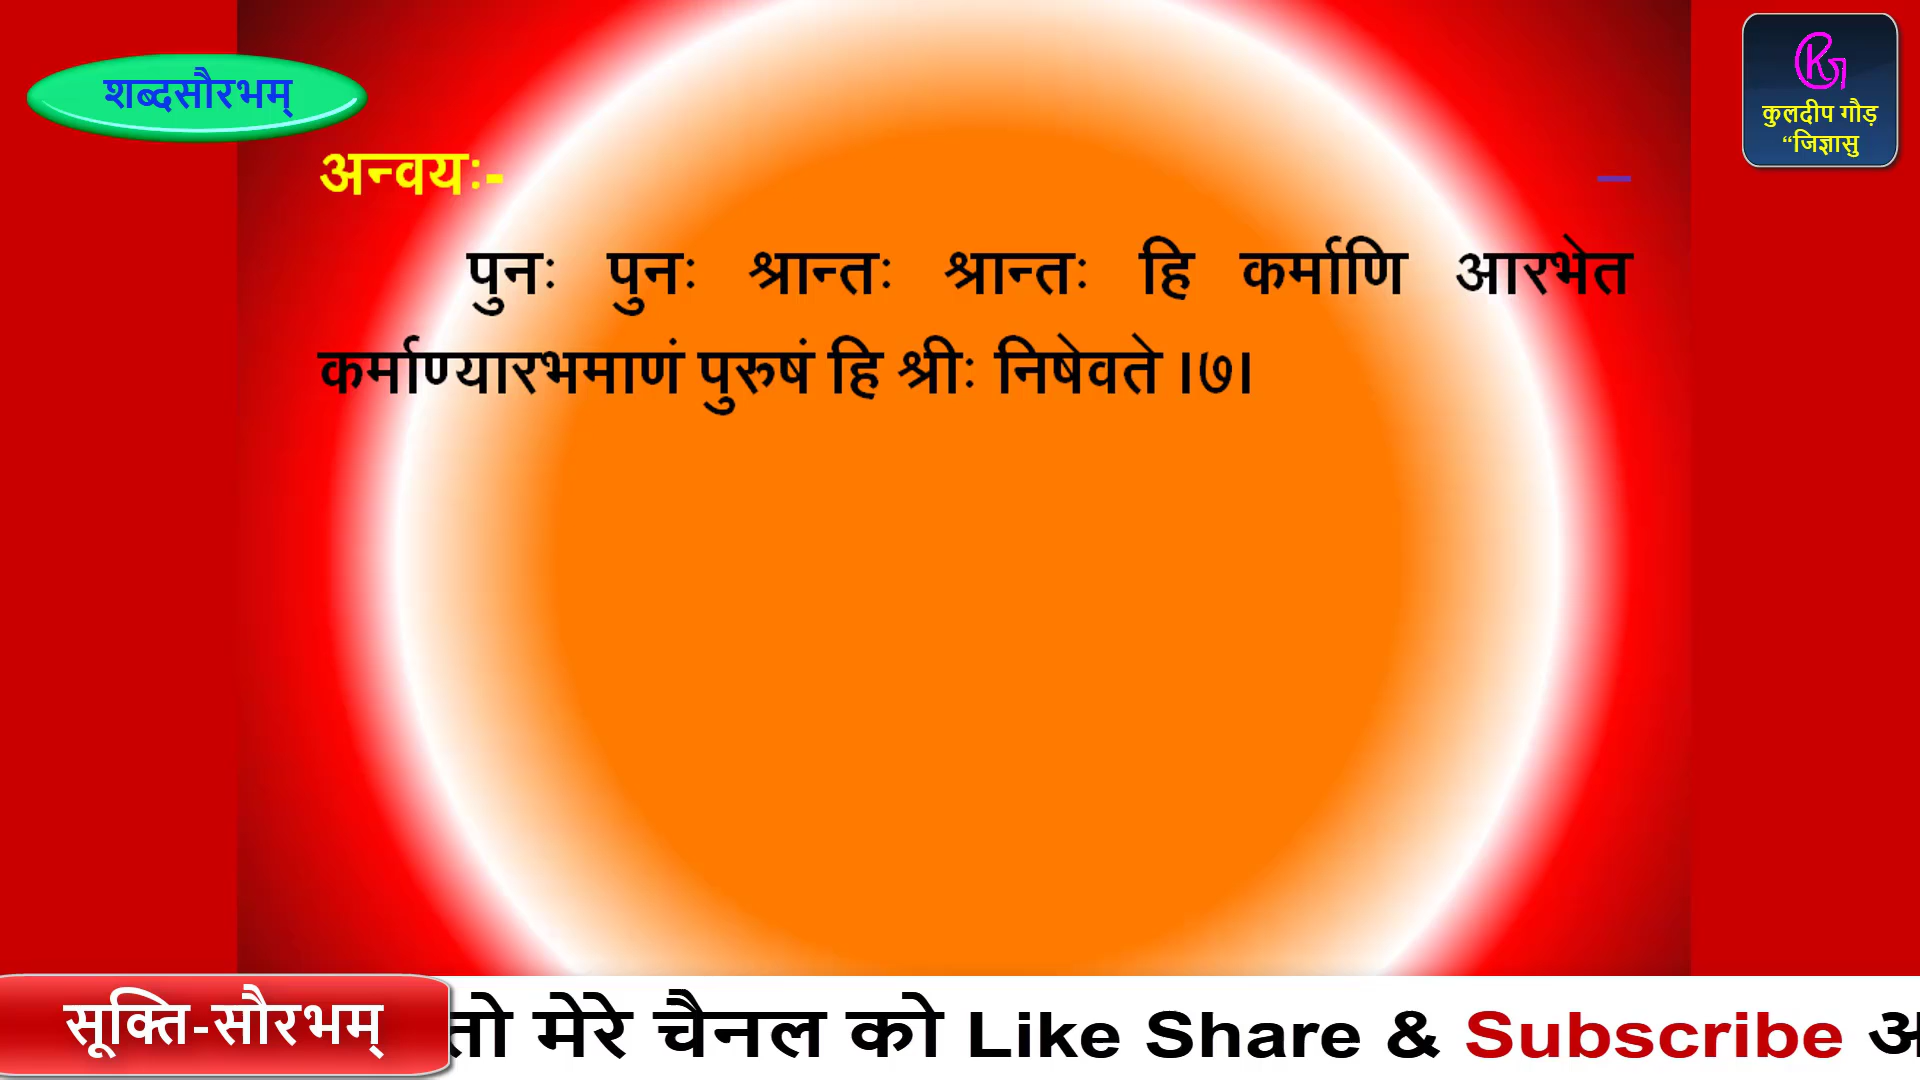 शब्दसौरभम्
कुलदीप गौड़
“जिज्ञासु
अन्वयः- –
पुनः पुनः श्रान्तः श्रान्तः हि कर्माणि आरभेत
कर्माण्यारभमाणं पुरुषं हि श्रीः निषेवते ।७।
सूक्ति-सौरभम्
तो मेरे चैनल को Like Share & Subscribe